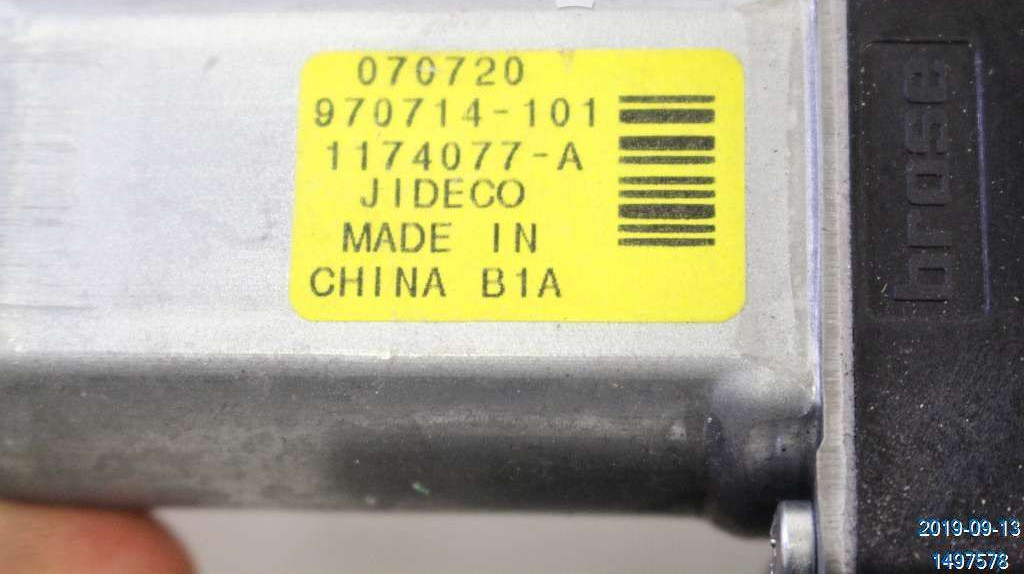 070720
970714-101
1174077-A
JIDECO
MADE IN
CHINA B1A
brose
2019-09-13
1497578